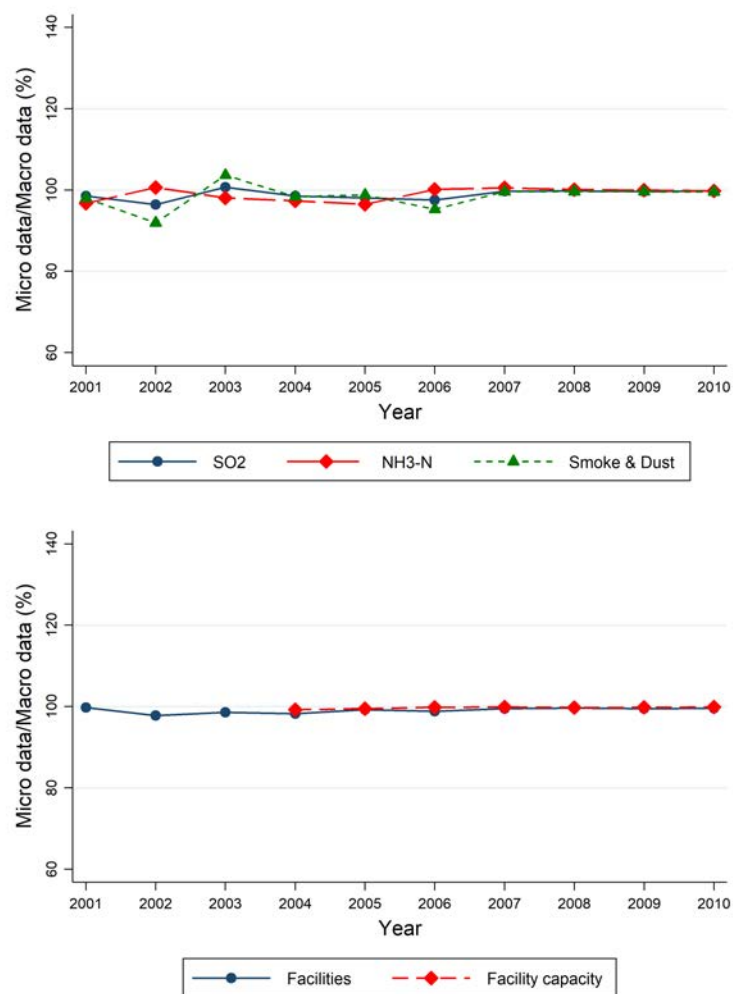 Micro data/Macro data (%)
140
120
100
80
60
2001 2002 2003 2004 2005 2006 2007 2008 2009 2010
Year
SO2 NH3-N Smoke & Dust
Micro data/Macro data (%)
140
120
100
80
60
2001 2002 2003 2004 2005 2006 2007 2008 2009 2010
Year
Facilities Facility capacity